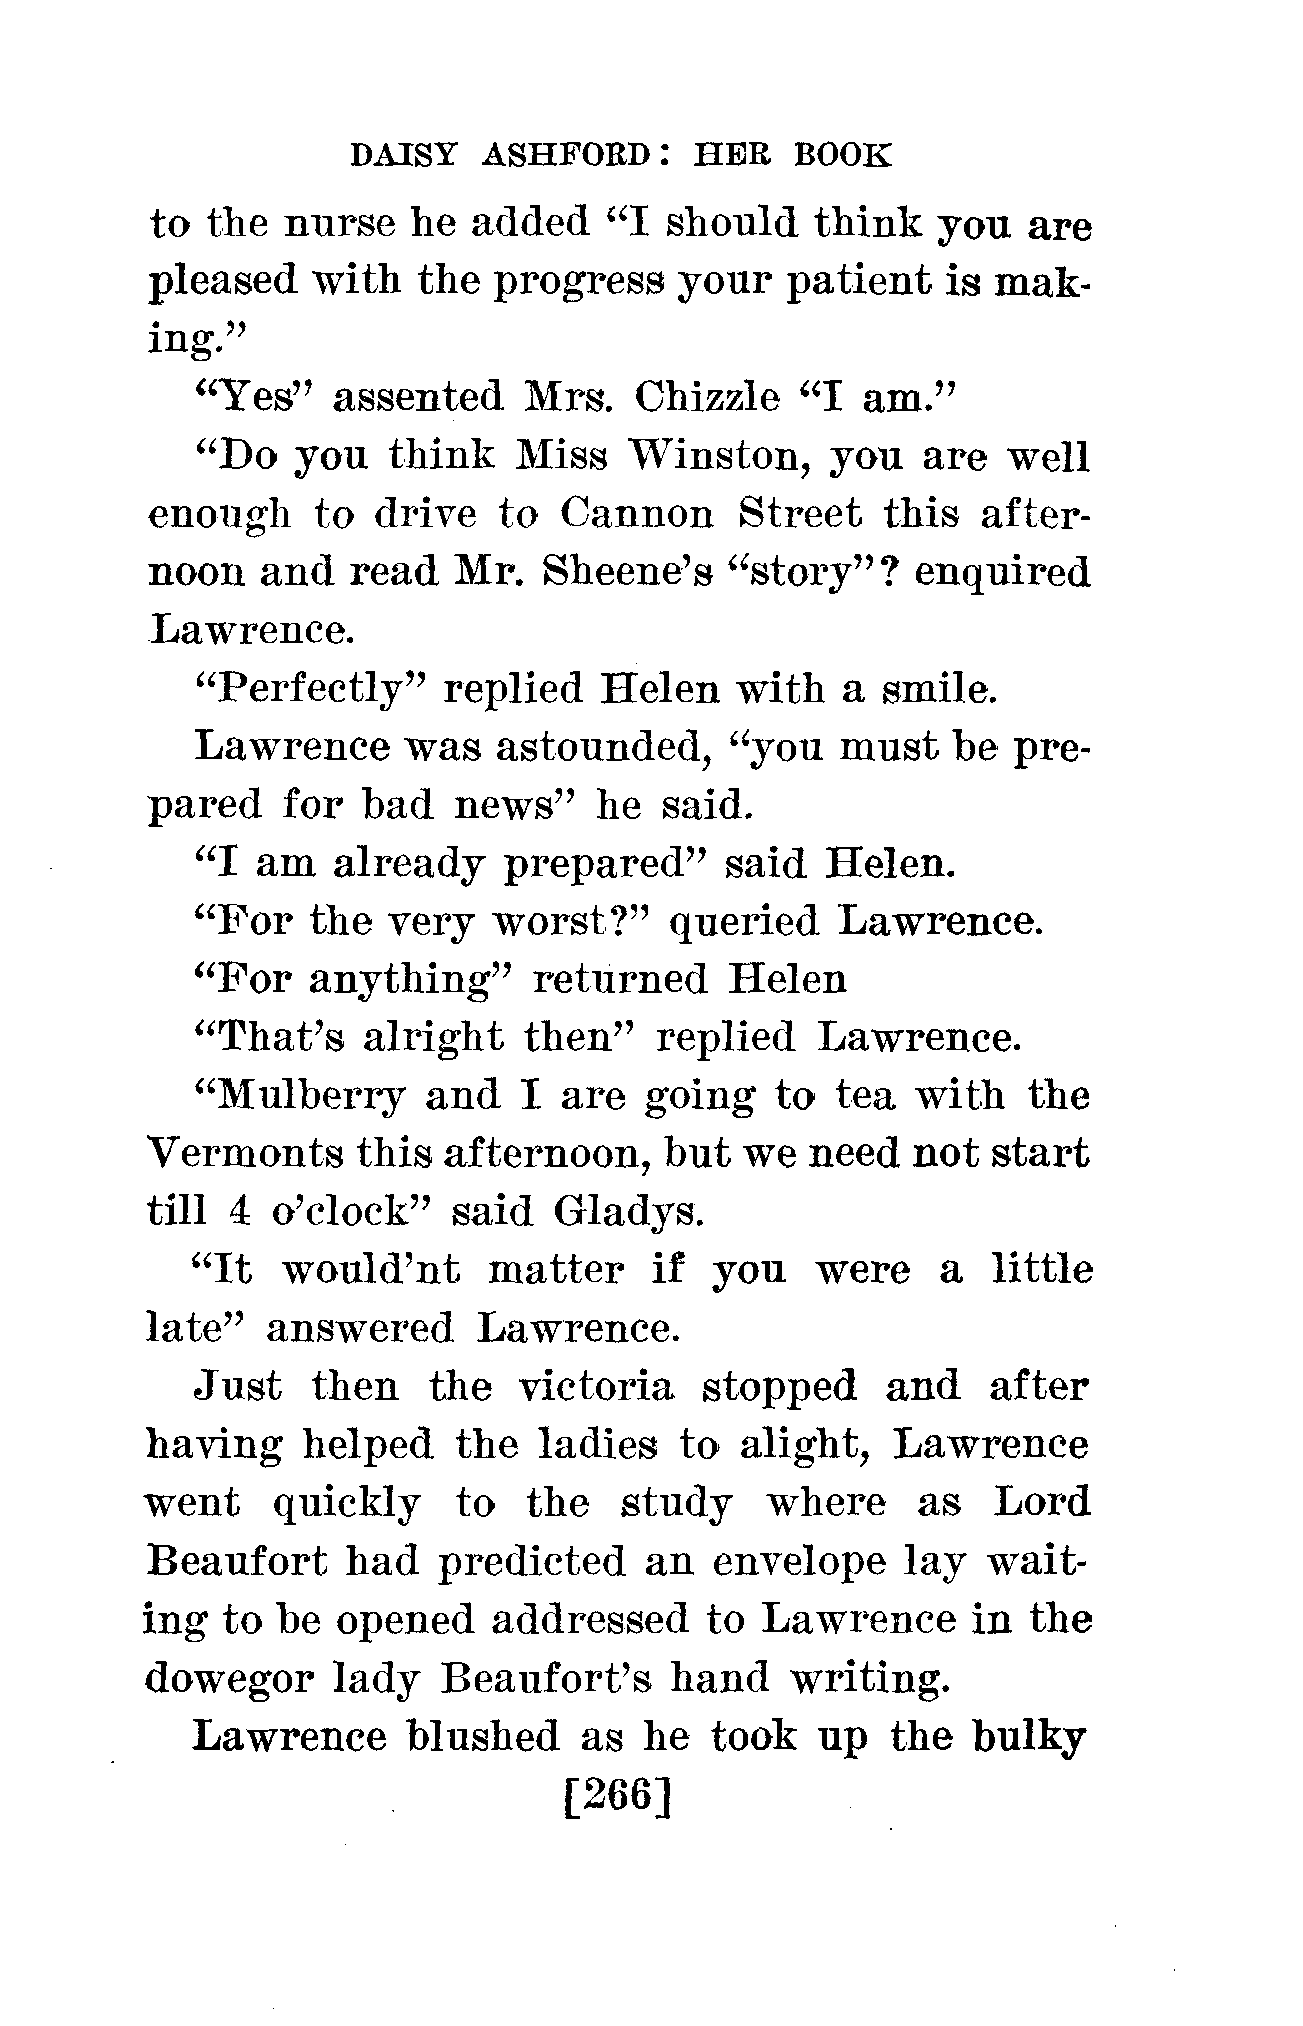 DAISY ASHFORD: HER BOOK
to the nurse he added “I should think you are
pleased with the progress your patient is mak-
ing.”
“Yes” assented Mrs. Chizzle “I am.”
“Do you think Miss Winston, you are well
enough to drive to Cannon Street this after-
noon and read Mr. Sheene’s “story”? enquired
Lawrence.
“Perfectly” replied Helen with a smile.
Lawrence was astounded, “you must be pre-
pared for bad news” he said.
“I am already prepared” said Helen.
“For the very worst?” queried Lawrence.
“For anything” returned Helen
“That’s alright then” replied Lawrence.
“Mulberry and I are going to tea with the
Vermonts this afternoon, but we need not start
till 4 o’clock” said Gladys.
“It would’nt matter if you were a little
late” answered Lawrence.
Just then the victoria stopped and after
having helped the ladies to alight, Lawrence
went quickly to the study where as Lord
Beaufort had predicted an envelope lay wait-
ing to be opened addressed to Lawrence in the
dowegor lady Beaufort’s hand writing.
Lawrence blushed as he took up the bulky
[266]